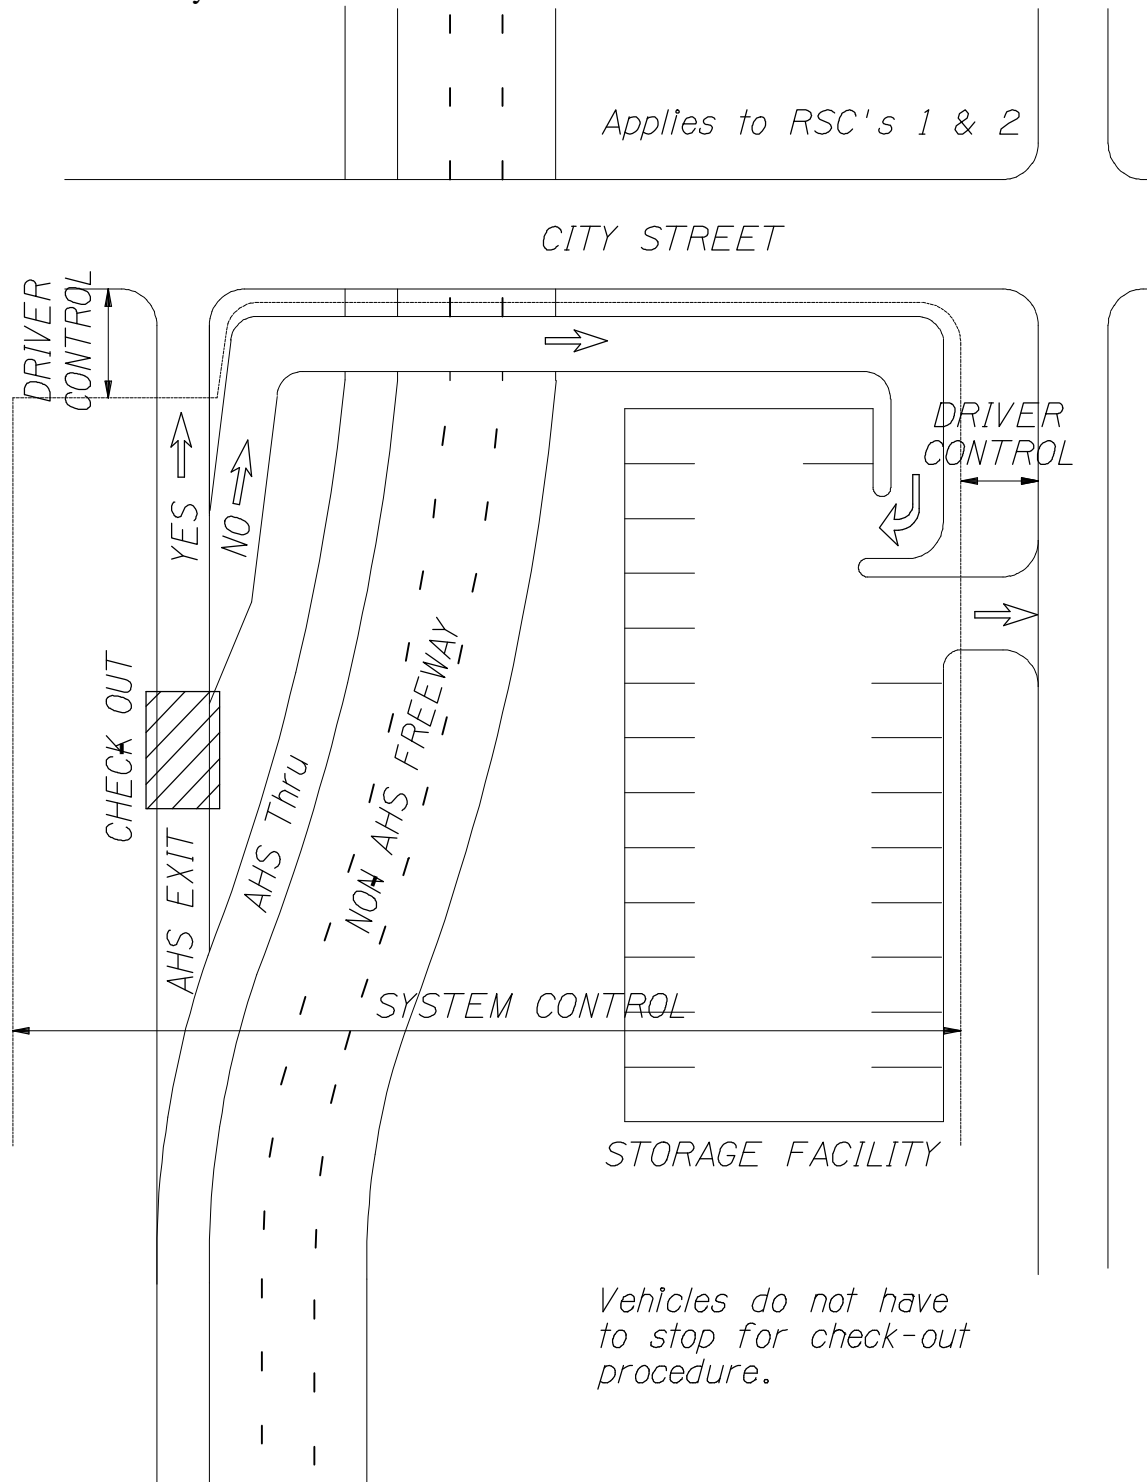 Applies to RSC's 1 & 2
CITY STREET
DRIVER
CONTROL
DRIVER
CONTROL
YES
NO
CHECK OUT
AHS EXIT
AHS Thru
NON AHS FREEWAY
SYSTEM CONTROL
STORAGE FACILITY
Vehicles do not have
to stop for check-out
procedure.